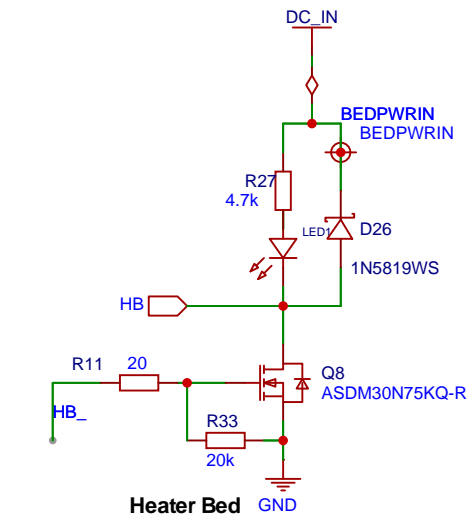 DC_IN
BEDPWRIN
BEDPWRIN
R27
4.7k
LED1
D26
1N5819WS
HB
R11
20
Q8
ASDM30N75KQ-R
HB_
R33
20k
Heater Bed
GND